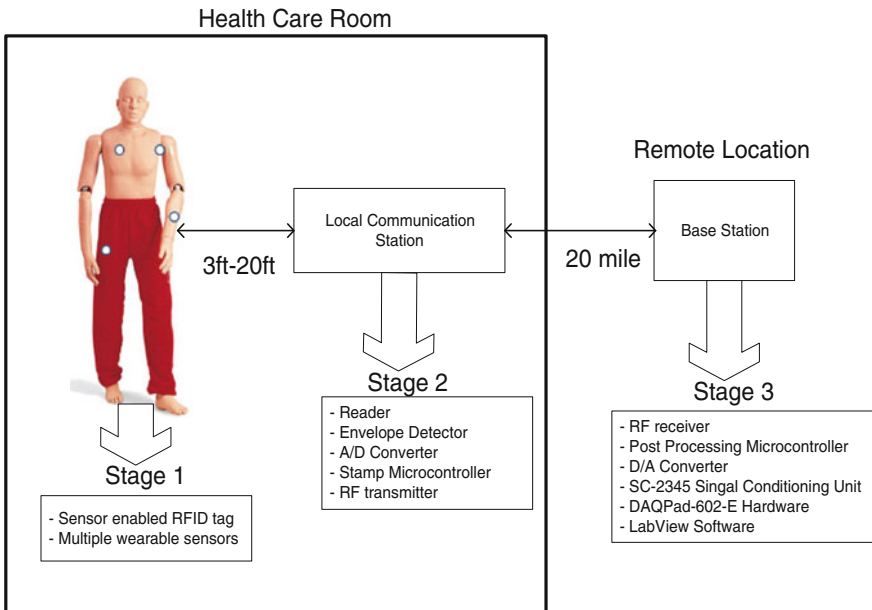 Health Care Room
Remote Location
Local Communication
Station
Base Station
3ft-20ft
20 mile
Stage 1
- Sensor enabled RFID tag
- Multiple wearable sensors
Stage 2
- Reader
- Envelope Detector
- A/D Converter
- Stamp Microcontroller
- RF transmitter
Stage 3
- RF receiver
- Post Processing Microcontroller
- D/A Converter
- SC-2345 Singal Conditioning Unit
- DAQPad-602-E Hardware
- LabView Software